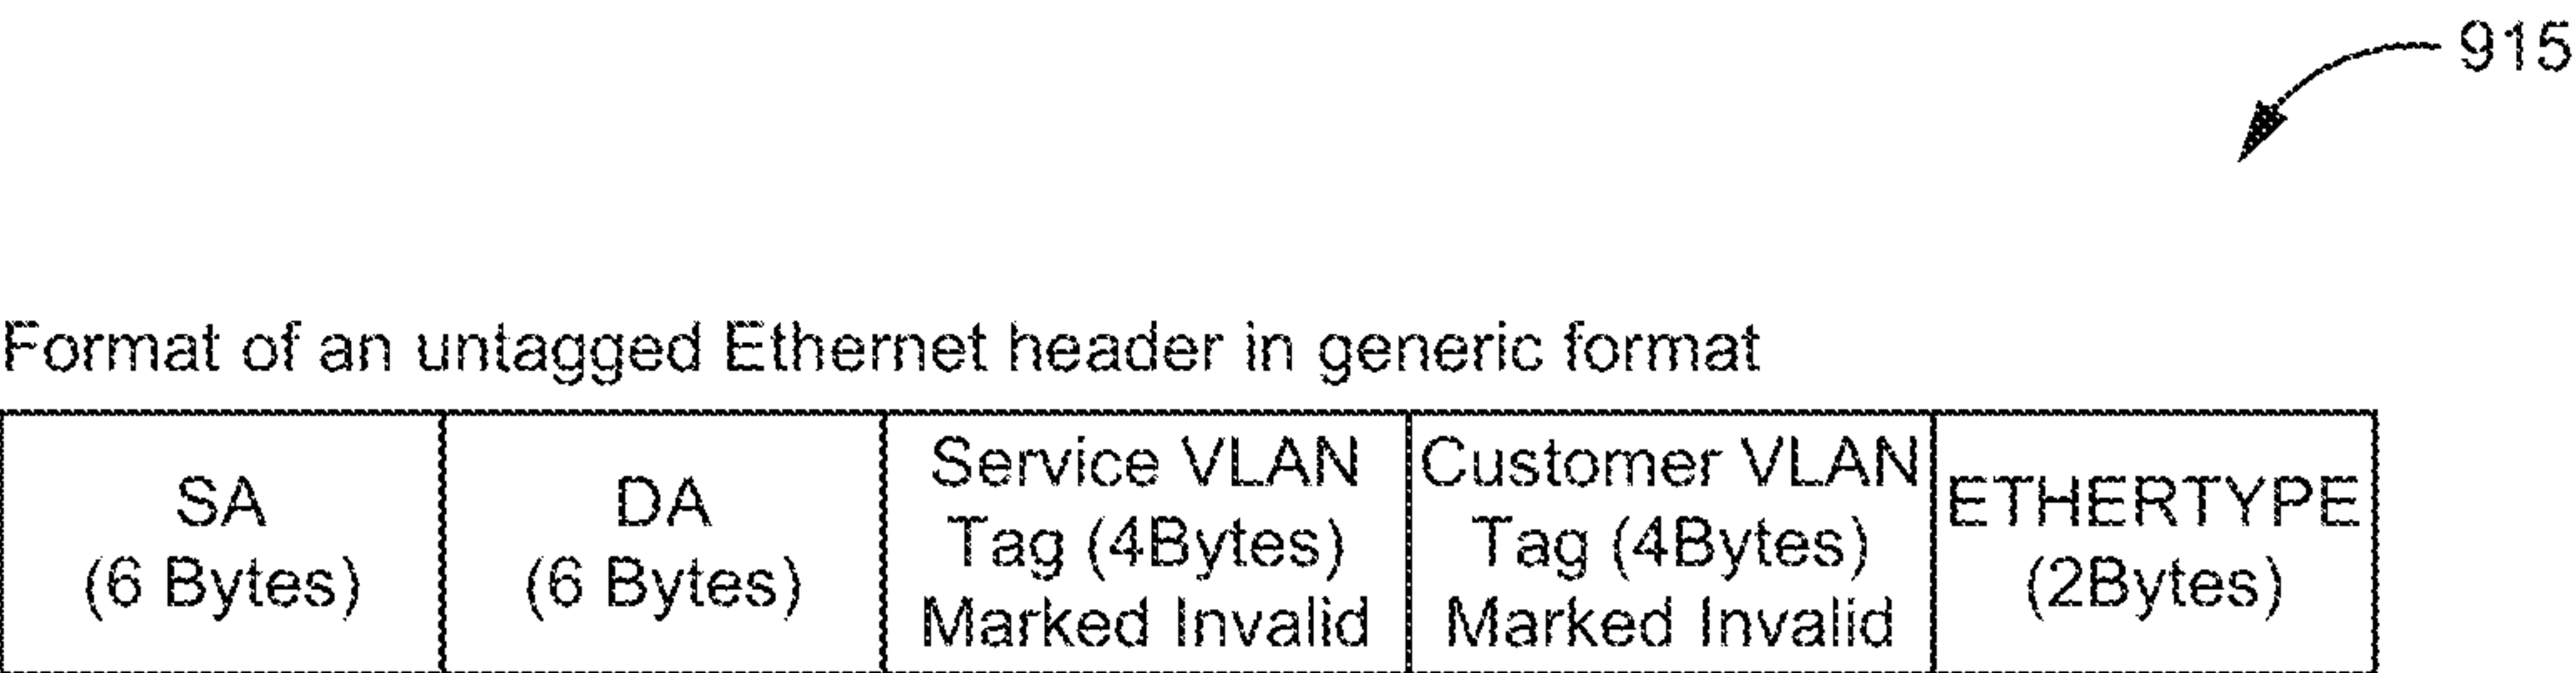 915
Format of an untagged Ethernet header in generic format
SA
(6 Bytes)
DA
(6 Bytes)
Service VLAN
Tag (4Bytes)
Marked Invalid
Customer VLAN
Tag (4Bytes)
Marked Invalid
ETHERTYPE
(2Bytes)